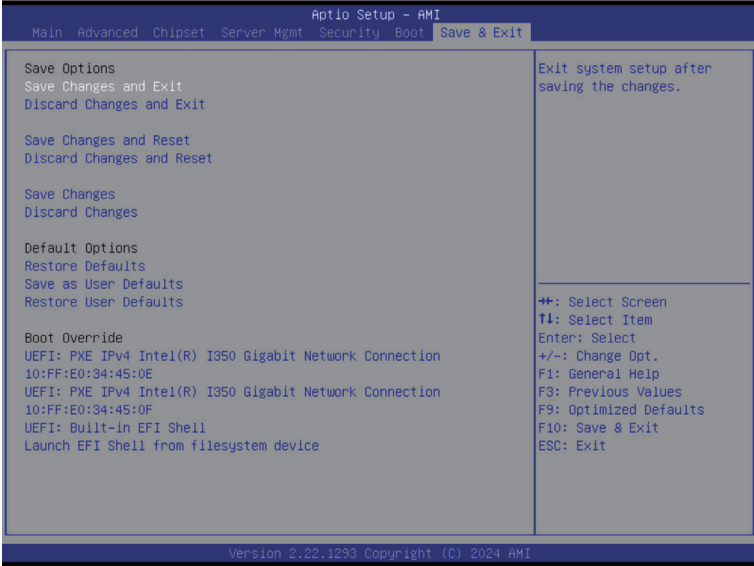 Aptio Setup – AMI
Main Advanced Chipset Server Mgmt Security Boot Save & Exit
Save Options
Save Changes and Exit
Discard Changes and Exit
Save Changes and Reset
Discard Changes and Reset
Save Changes
Discard Changes
Default Options
Restore Defaults
Save as User Defaults
Restore User Defaults
Boot Override
UEFI: PXE IPv4 Intel(R) I350 Gigabit Network Connection
10:FF:E0:34:45:0E
UEFI: PXE IPv4 Intel(R) I350 Gigabit Network Connection
10:FF:E0:34:45:0F
UEFI: Built-in EFI Shell
Launch EFI Shell from filesystem device
Exit system setup after
saving the changes.
→←: Select Screen
↑↓: Select Item
Enter: Select
+/-: Change Opt.
F1: General Help
F3: Previous Values
F9: Optimized Defaults
F10: Save & Exit
ESC: Exit
Version 2.22.1293 Copyright (C) 2024 AMI